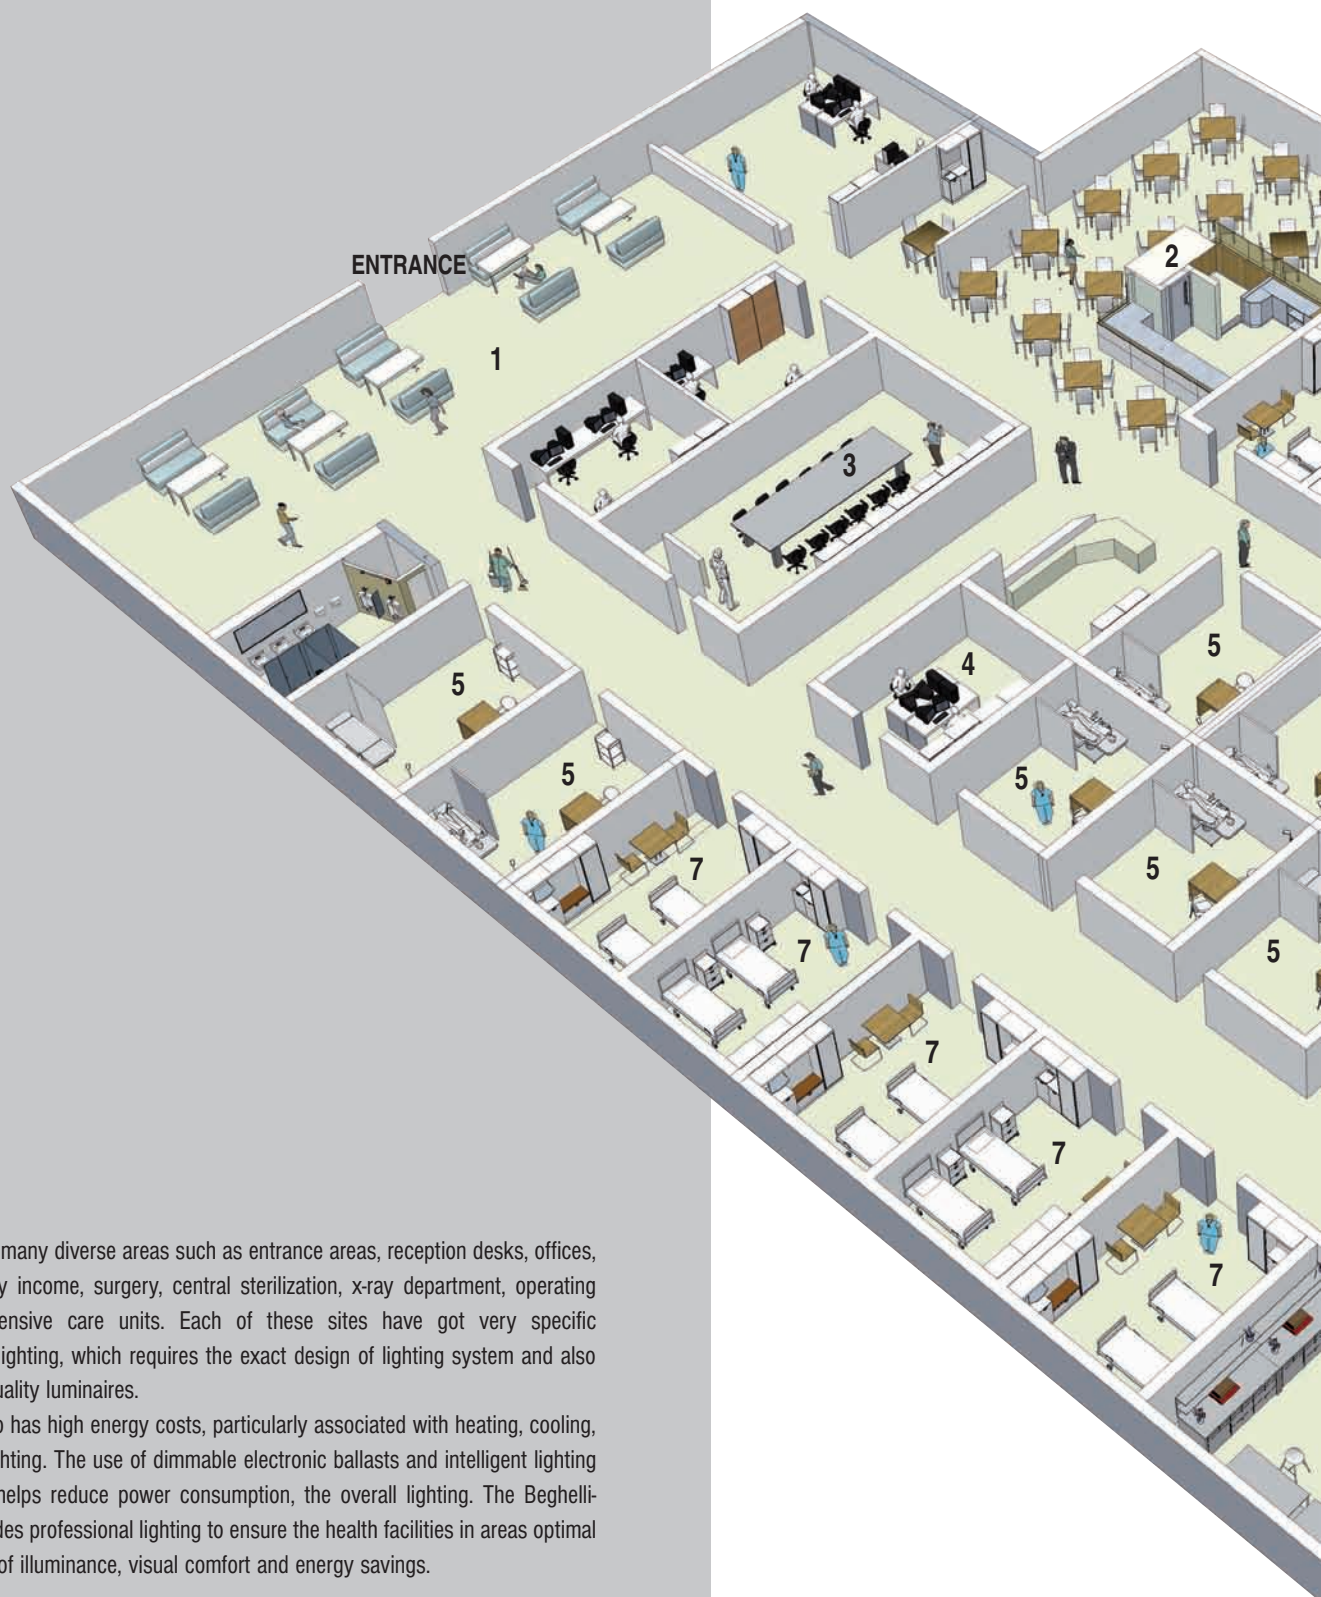 ENTRANCE
1
2
3
4
5
5
5
5
5
5
7
7
7
7
7
many diverse areas such as entrance areas, reception desks, offices,
y income, surgery, central sterilization, x-ray department, operating
ensive care units. Each of these sites have got very specific
ighting, which requires the exact design of lighting system and also
uality luminaires.
o has high energy costs, particularly associated with heating, cooling,
hting. The use of dimmable electronic ballasts and intelligent lighting
helps reduce power consumption, the overall lighting. The Beghelli-
des professional lighting to ensure the health facilities in areas optimal
of illuminance, visual comfort and energy savings.